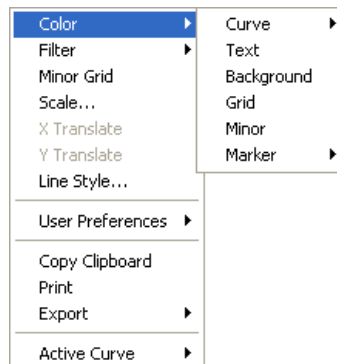 Color
Filter
Minor Grid
Scale...
X Translate
Y Translate
Line Style...
User Preferences
Copy Clipboard
Print
Export
Active Curve
Curve
Text
Background
Grid
Minor
Marker